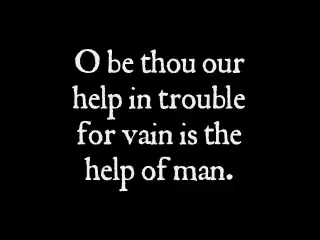 O be thou our
help in trouble
for vain is the
help of man.